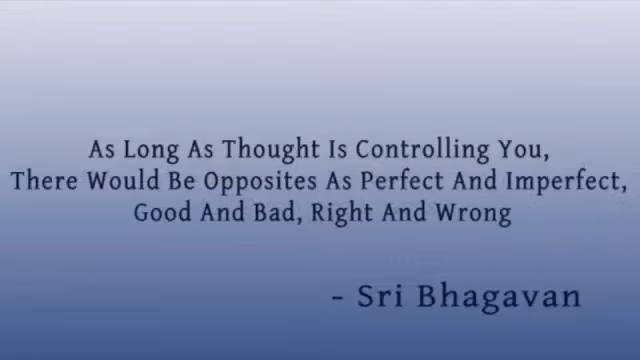 As Long As Thought Is Controlling You,
There Would Be Opposites As Perfect And Imperfect,
Good And Bad, Right And Wrong
- Sri Bhagavan